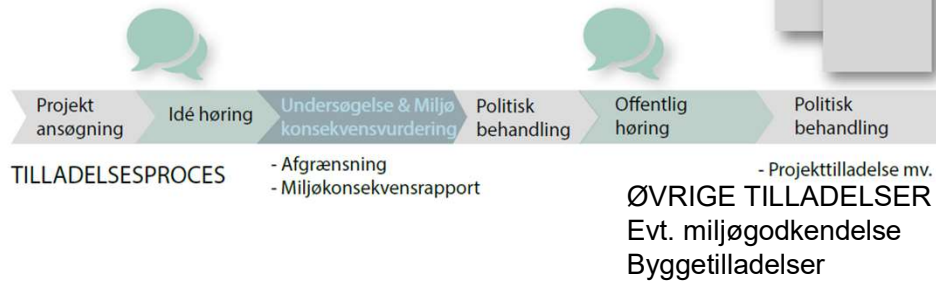 Projekt
ansøgning
Idé høring
Undersøgelse & Miljø
konsekvensvurdering
Politisk
behandling
Offentlig
høring
Politisk
behandling
TILLADELSESPROCES
- Afgrænsning
- Miljøkonsekvensrapport
- Projekttilladelse mv.
ØVRIGE TILLADELSER
Evt. miljøgodkendelse
Byggetilladelser